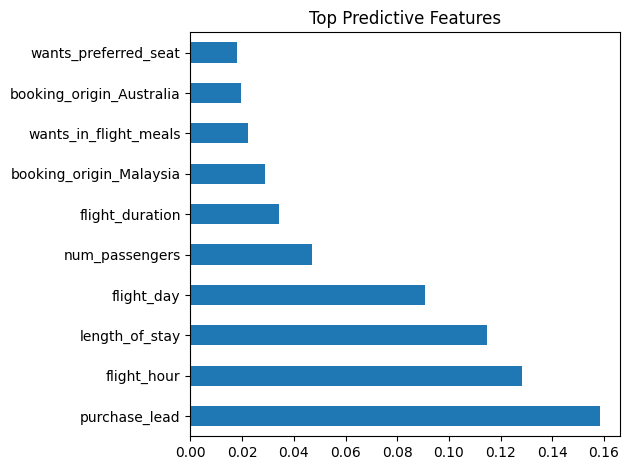 Top Predictive Features
wants_preferred_seat
booking_origin_Australia
wants_in_flight_meals
booking_origin_Malaysia
flight_duration
num_passengers
flight_day
length_of_stay
flight_hour
purchase_lead
0.00 0.02 0.04 0.06 0.08 0.10 0.12 0.14 0.16